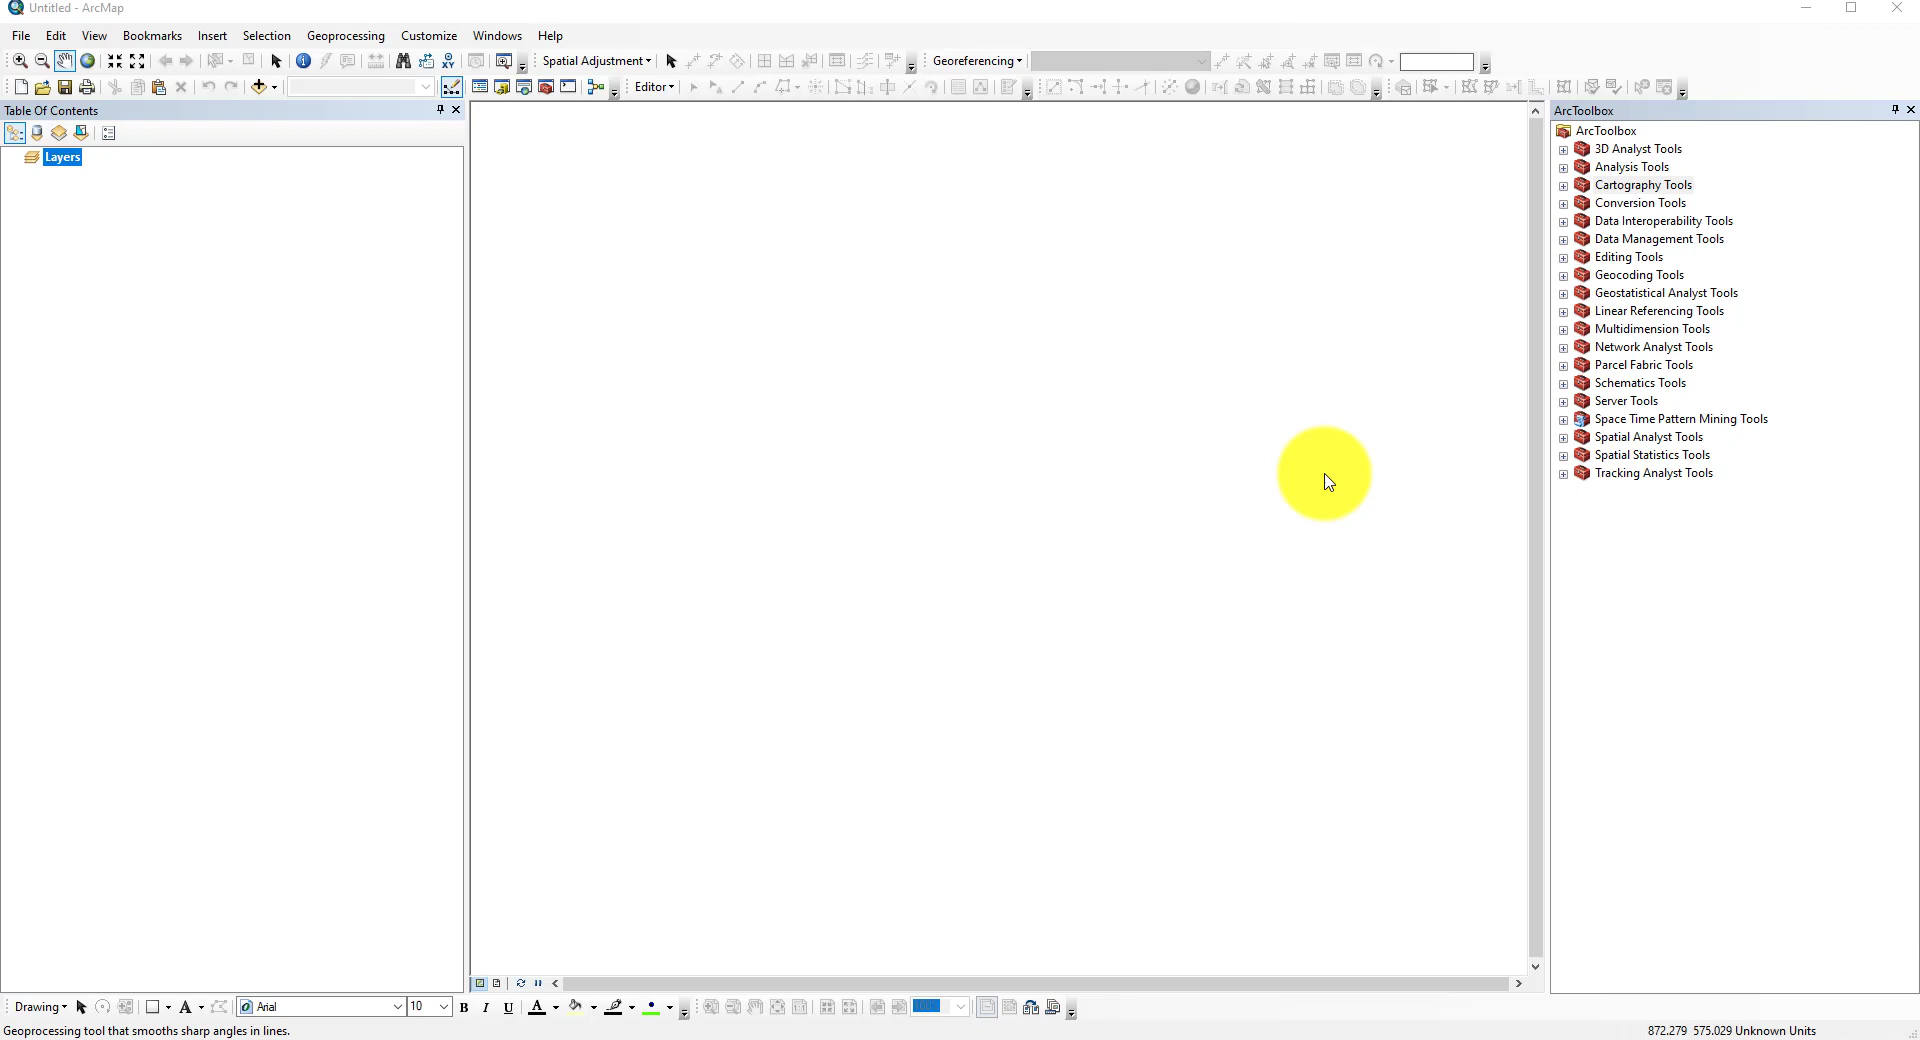 Untitled - ArcMap
File Edit View Bookmarks Insert Selection Geoprocessing Customize Windows Help
Spatial Adjustment Georeferencing
Editor
Table Of Contents
Layers
ArcToolbox
ArcToolbox
3D Analyst Tools
Analysis Tools
Cartography Tools
Conversion Tools
Data Interoperability Tools
Data Management Tools
Editing Tools
Geocoding Tools
Geostatistical Analyst Tools
Linear Referencing Tools
Multidimension Tools
Network Analyst Tools
Parcel Fabric Tools
Schematics Tools
Server Tools
Space Time Pattern Mining Tools
Spatial Analyst Tools
Spatial Statistics Tools
Tracking Analyst Tools
Drawing A Arial 10 B I U A
Geoprocessing tool that smooths sharp angles in lines.
872.279 575.029 Unknown Units